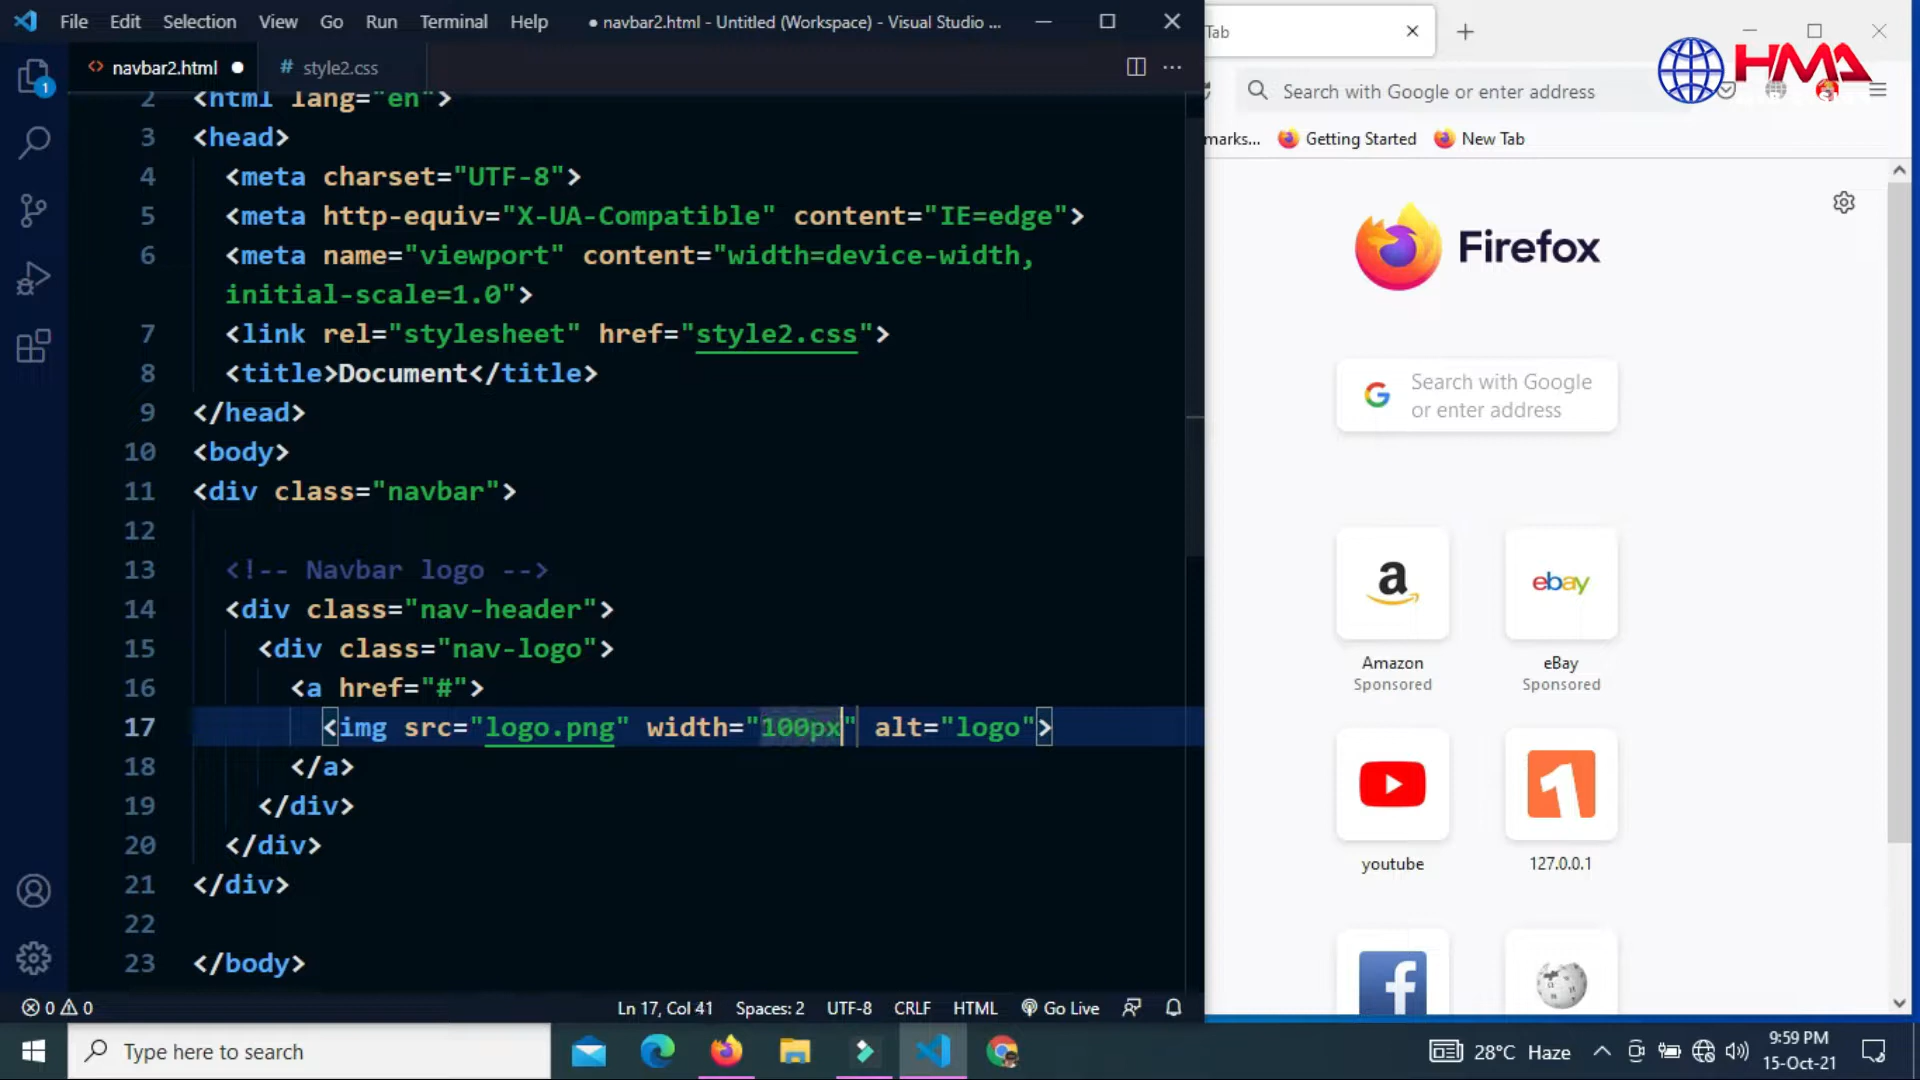 File Edit Selection View Go Run Terminal Help ● navbar2.html - Untitled (Workspace) - Visual Studio ...
<> navbar2.html ● # style2.css
2 <html lang="en">
3 <head>
4 <meta charset="UTF-8">
5 <meta http-equiv="X-UA-Compatible" content="IE=edge">
6 <meta name="viewport" content="width=device-width,
initial-scale=1.0">
7 <link rel="stylesheet" href="style2.css">
8 <title>Document</title>
9 </head>
10 <body>
11 <div class="navbar">
12
13 <!-- Navbar logo -->
14 <div class="nav-header">
15 <div class="nav-logo">
16 <a href="#">
17 <img src="logo.png" width="100px" alt="logo">
18 </a>
19 </div>
20 </div>
21 </div>
22
23 </body>
1
0 0 Ln 17, Col 41 Spaces: 2 UTF-8 CRLF HTML Go Live
Tab
Search with Google or enter address
HMA
marks... Getting Started New Tab
Firefox
Search with Google
or enter address
ebay
Amazon eBay
Sponsored Sponsored
youtube 127.0.0.1
Type here to search
28°C Haze
9:59 PM
15-Oct-21